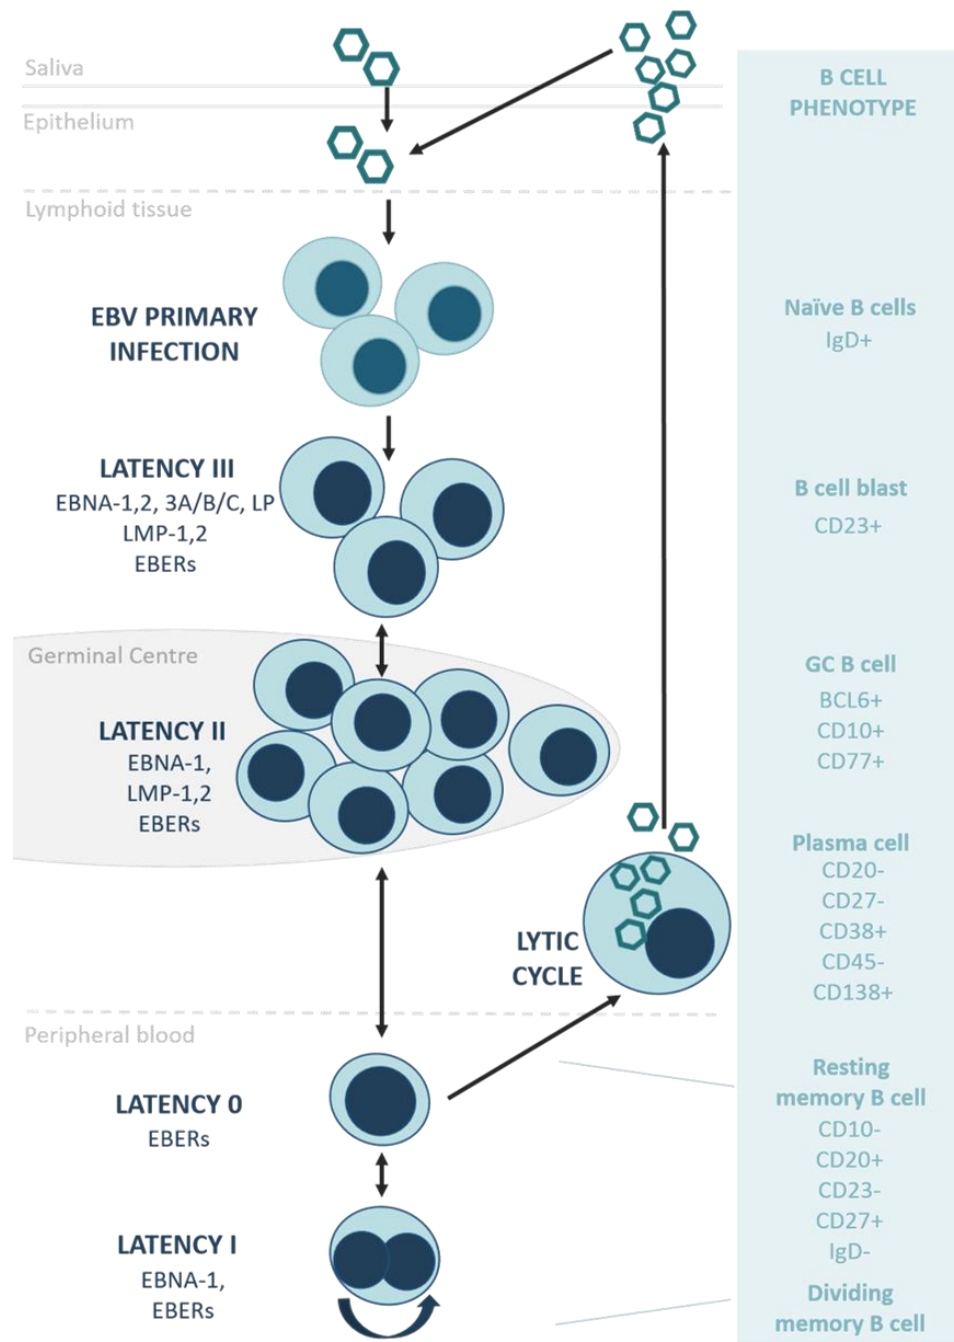 Saliva
Epithelium
Lymphoid tissue
EBV PRIMARY
INFECTION
LATENCY III
EBNA-1,2, 3A/B/C, LP
LMP-1,2
EBERs
Germinal Centre
LATENCY II
EBNA-1,
LMP-1,2
EBERs
LYTIC
CYCLE
Peripheral blood
LATENCY 0
EBERs
LATENCY I
EBNA-1,
EBERs
B CELL
PHENOTYPE
Naïve B cells
IgD+
B cell blast
CD23+
GC B cell
BCL6+
CD10+
CD77+
Plasma cell
CD20-
CD27-
CD38+
CD45-
CD138+
Resting
memory B cell
CD10-
CD20+
CD23-
CD27+
IgD-
Dividing
memory B cell